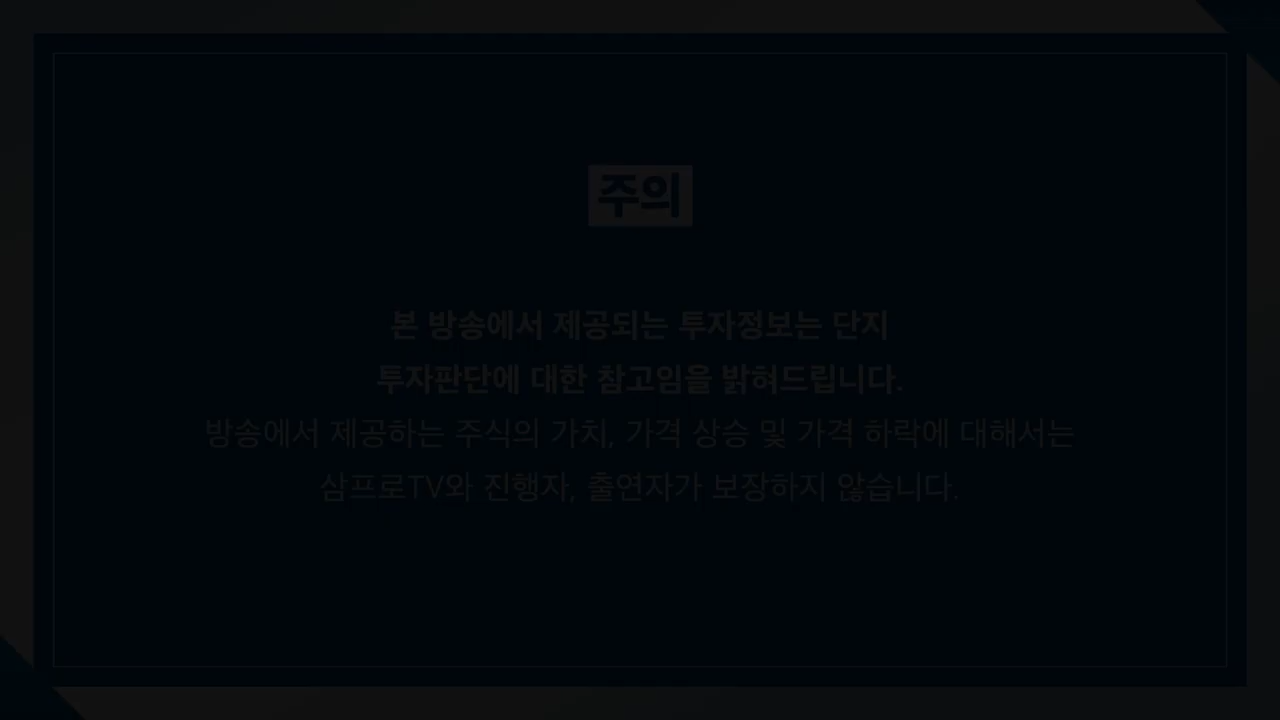 주의
본 방송에서 제공되는 투자정보는 단지
투자판단에 대한 참고임을 밝혀드립니다.
방송에서 제공하는 주식의 가치, 가격 상승 및 가격 하락에 대해서는
삼프로TV와 진행자, 출연자가 보장하지 않습니다.